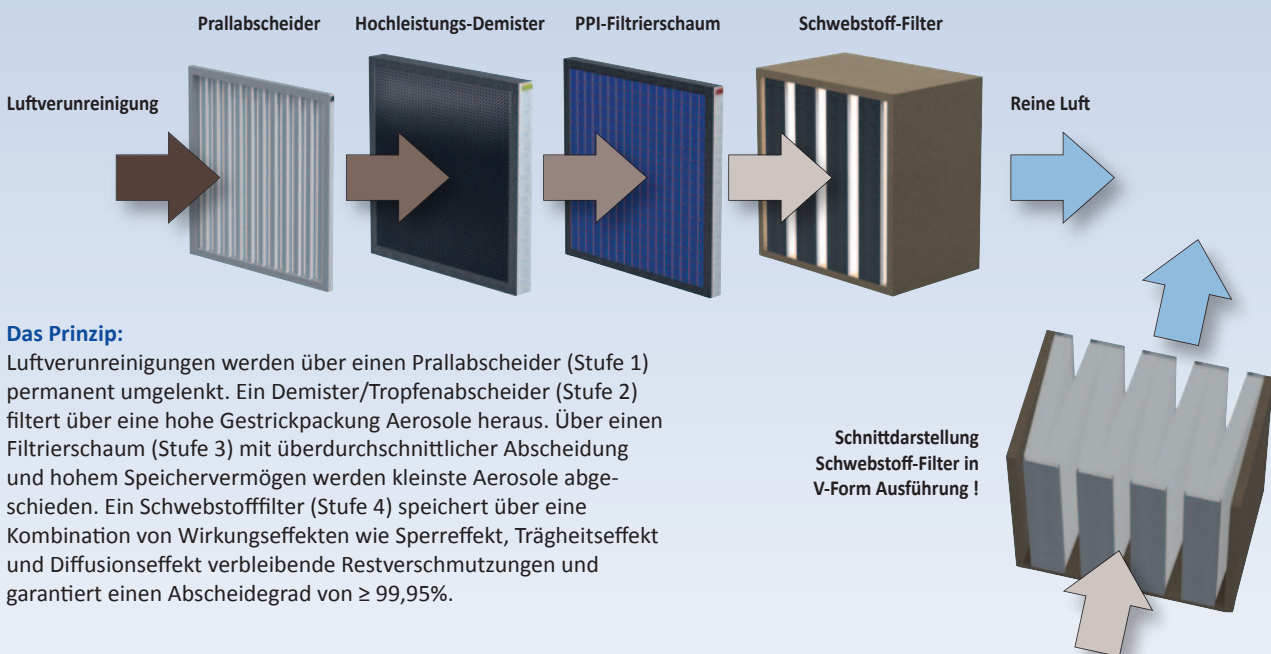 Prallabscheider
Hochleistungs-Demister
PPI-Filtrierschaum
Schwebstoff-Filter
Luftverunreinigung
Reine Luft
Das Prinzip:
Luftverunreinigungen werden über einen Prallabscheider (Stufe 1)
permanent umgelenkt. Ein Demister/Tropfenabscheider (Stufe 2)
filtert über eine hohe Gestrickpackung Aerosole heraus. Über einen
Filtrierschaum (Stufe 3) mit überdurchschnittlicher Abscheidung
und hohem Speichervermögen werden kleinste Aerosole abge-
schieden. Ein Schwebstofffilter (Stufe 4) speichert über eine
Kombination von Wirkungseffekten wie Sperreffekt, Trägheitseffekt
und Diffusionseffekt verbleibende Restverschmutzungen und
garantiert einen Abscheidegrad von ≥ 99,95%.
Schnittdarstellung
Schwebstoff-Filter in
V-Form Ausführung !